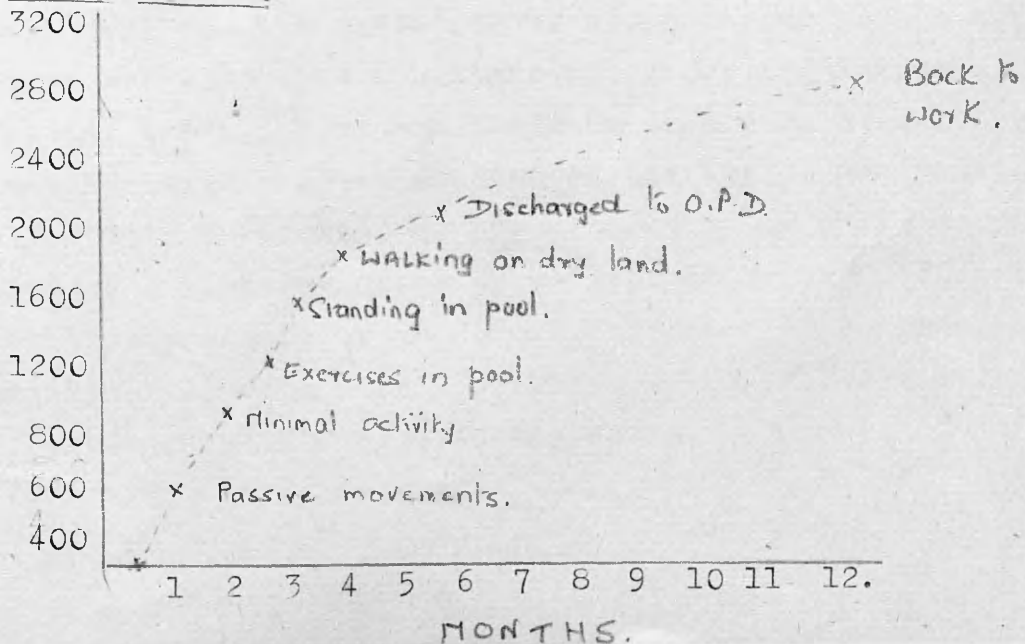 3200
2800
Back to
work.
2400
2000
Discharged to O.P.D.
WALKing on dry land.
1600
Standing in pool.
1200
Exercises in pool.
800
Minimal activity
600
Passive movements.
400
1 2 3 4 5 6 7 8 9 10 11 12.
MONTHS.